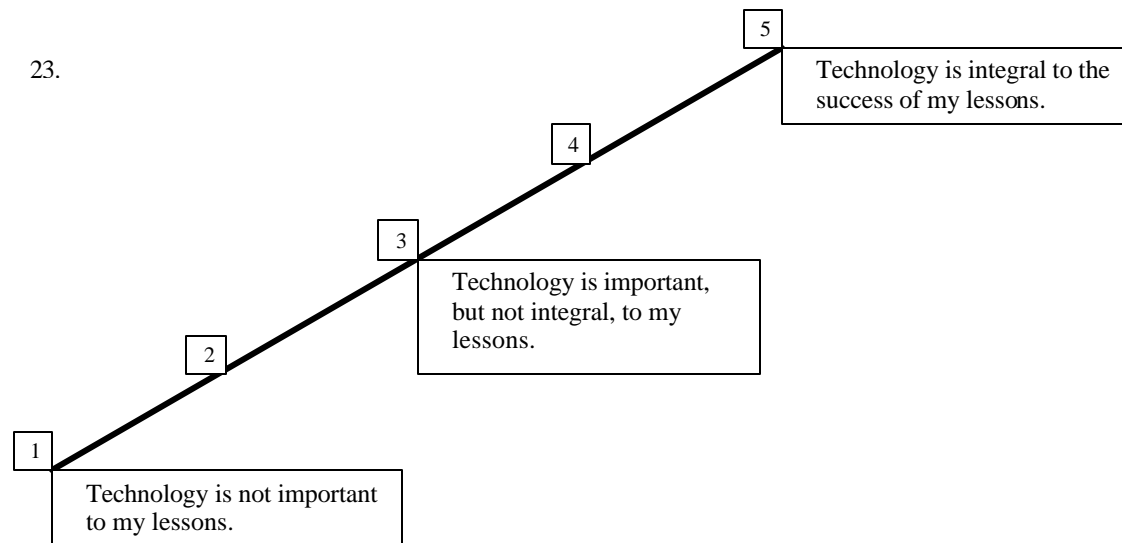 23.
5
Technology is integral to the
success of my lessons.
4
3
Technology is important,
but not integral, to my
lessons.
2
1
Technology is not important
to my lessons.